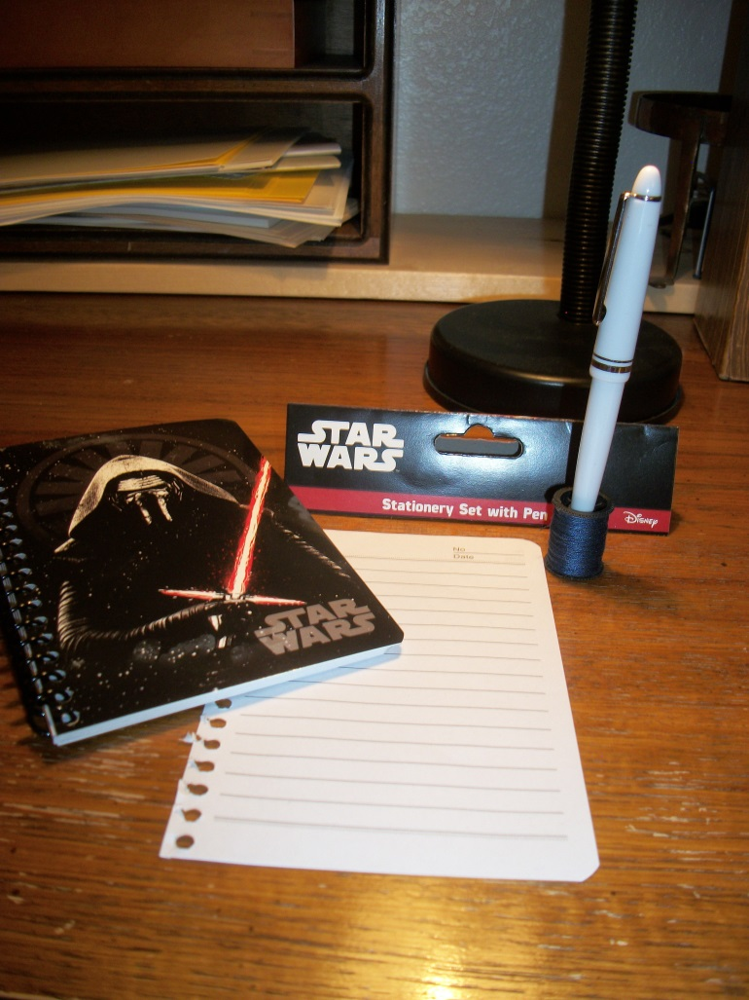 STAR
WARS
Stationery Set with Pen
Disney
No
Date
STAR
WARS